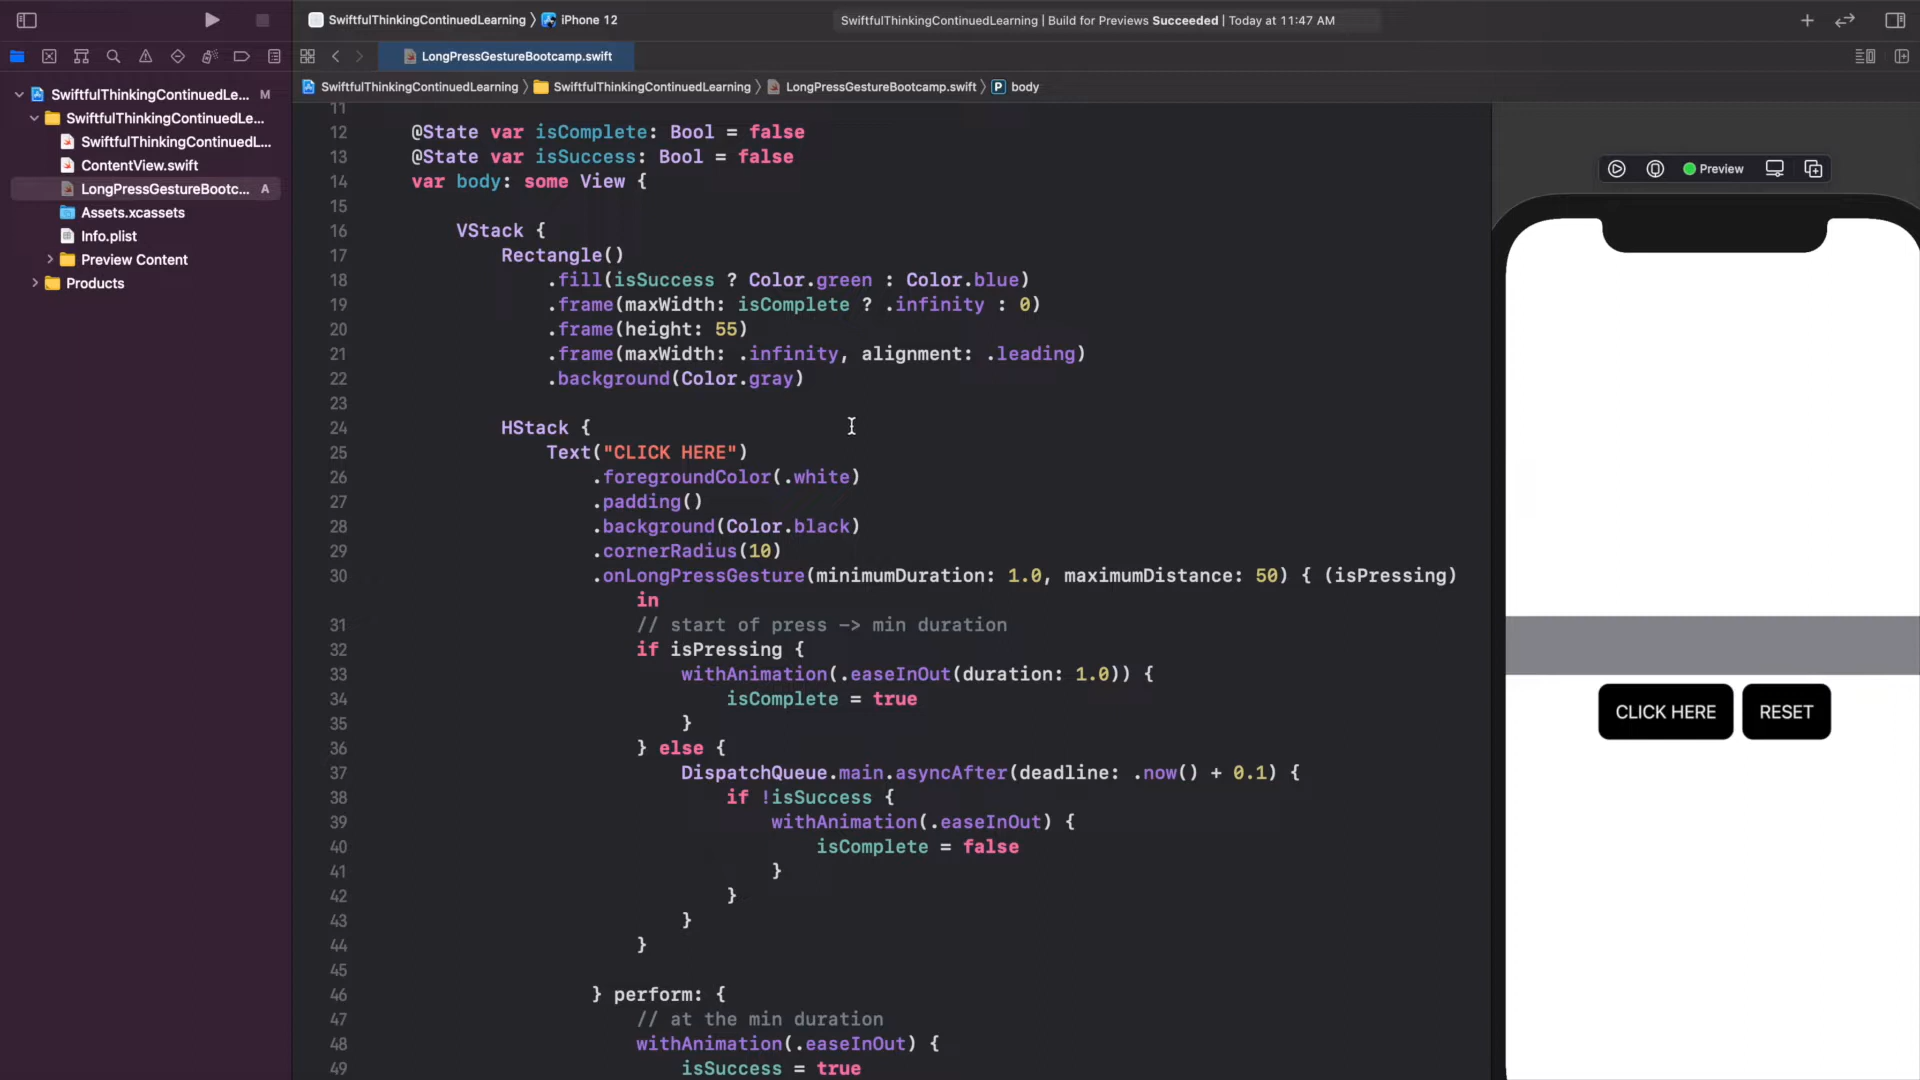 SwiftfulThinkingContinuedLearning 〉 iPhone 12
SwiftfulThinkingContinuedLearning | Build for Previews Succeeded | Today at 11:47 AM
LongPressGestureBootcamp.swift
SwiftfulThinkingContinuedLearning 〉 SwiftfulThinkingContinuedLearning 〉 LongPressGestureBootcamp.swift 〉 P body
SwiftfulThinkingContinuedLe... M
SwiftfulThinkingContinuedLe...
SwiftfulThinkingContinuedL...
ContentView.swift
LongPressGestureBootc... A
Assets.xcassets
Info.plist
Preview Content
Products
11
12 @State var isComplete: Bool = false
13 @State var isSuccess: Bool = false
14 var body: some View {
15
16 VStack {
17 Rectangle()
18 .fill(isSuccess ? Color.green : Color.blue)
19 .frame(maxWidth: isComplete ? .infinity : 0)
20 .frame(height: 55)
21 .frame(maxWidth: .infinity, alignment: .leading)
22 .background(Color.gray)
23
24 HStack {
25 Text("CLICK HERE")
26 .foregroundColor(.white)
27 .padding()
28 .background(Color.black)
29 .cornerRadius(10)
30 .onLongPressGesture(minimumDuration: 1.0, maximumDistance: 50) { (isPressing)
in
31 // start of press -> min duration
32 if isPressing {
33 withAnimation(.easeInOut(duration: 1.0)) {
34 isComplete = true
35 }
36 } else {
37 DispatchQueue.main.asyncAfter(deadline: .now() + 0.1) {
38 if !isSuccess {
39 withAnimation(.easeInOut) {
40 isComplete = false
41 }
42 }
43 }
44 }
45
46 } perform: {
47 // at the min duration
48 withAnimation(.easeInOut) {
49 isSuccess = true
Preview
CLICK HERE
RESET